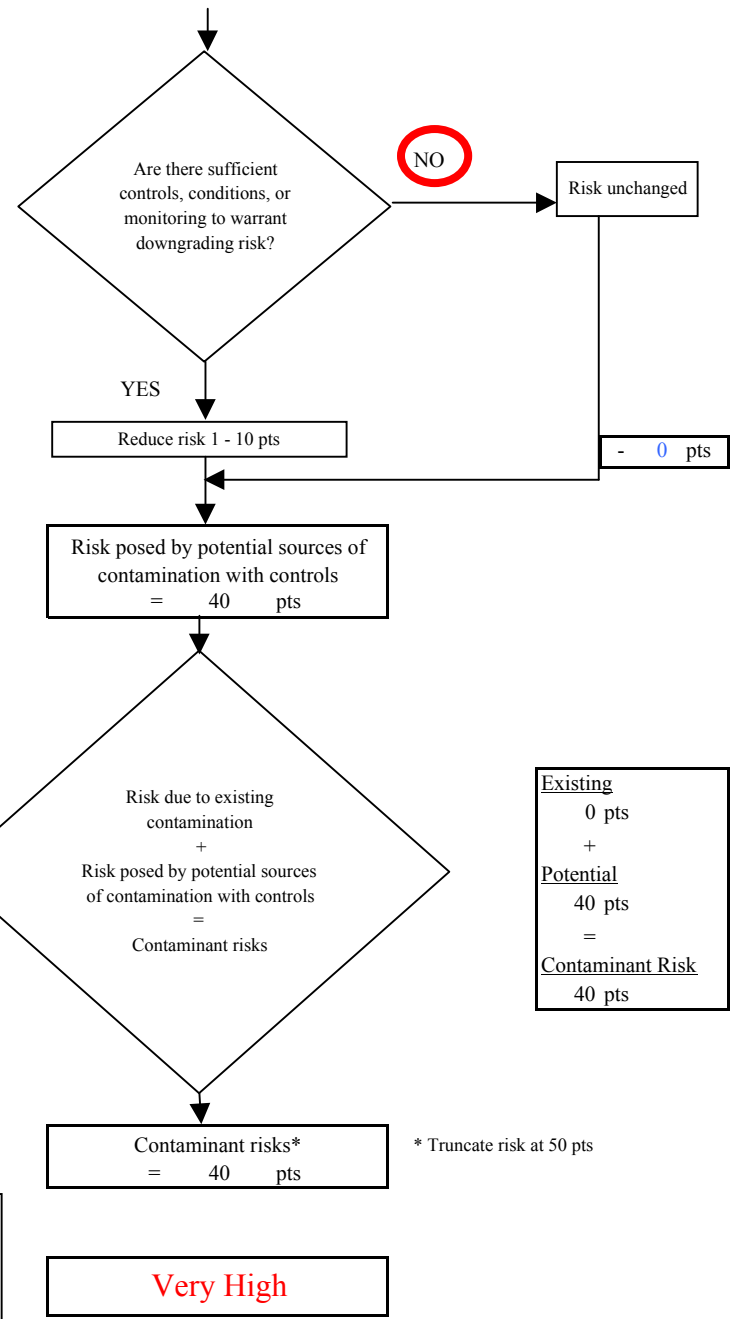 Are there sufficient
controls, conditions, or
monitoring to warrant
downgrading risk?
NO
Risk unchanged
YES
Reduce risk 1 - 10 pts
- 0 pts
Risk posed by potential sources of
contamination with controls
= 40 pts
Risk due to existing
contamination
+
Risk posed by potential sources
of contamination with controls
=
Contaminant risks
Existing
0 pts
+
Potential
40 pts
=
Contaminant Risk
40 pts
Contaminant risks*
= 40 pts
* Truncate risk at 50 pts
Very High